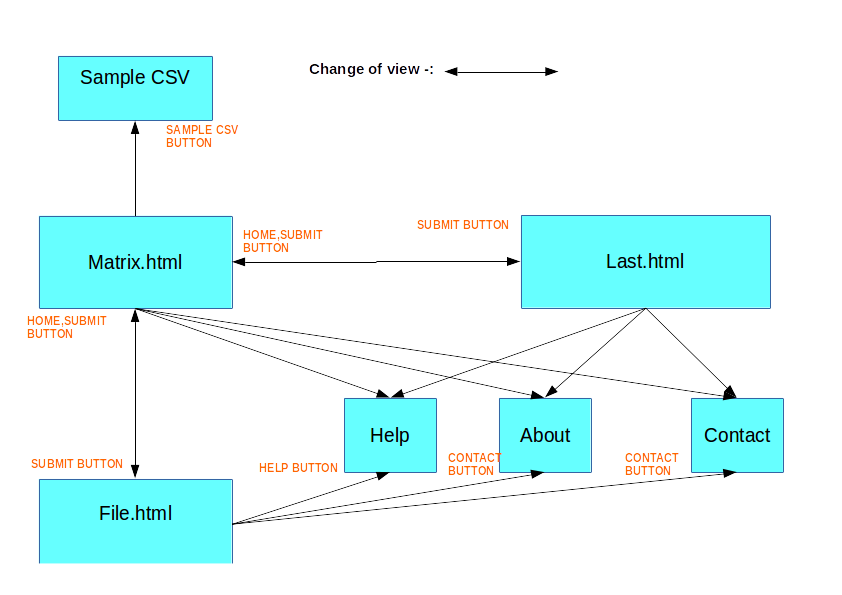 Change of view -:
Sample CSV
SAMPLE CSV
BUTTON
SUBMIT BUTTON
HOME,SUBMIT
BUTTON
Matrix.html
Last.html
HOME,SUBMIT
BUTTON
Help
About
Contact
SUBMIT BUTTON
HELP BUTTON
CONTACT
BUTTON
CONTACT
BUTTON
File.html